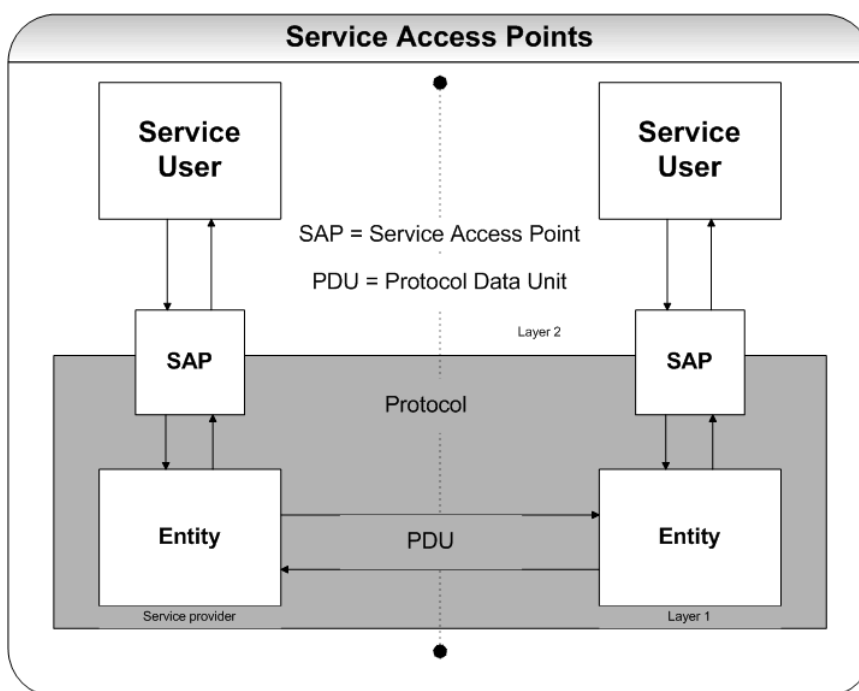 Service Access Points
Service
User
Service
User
SAP = Service Access Point
PDU = Protocol Data Unit
Layer 2
SAP
SAP
Protocol
Entity
PDU
Entity
Service provider
Layer 1